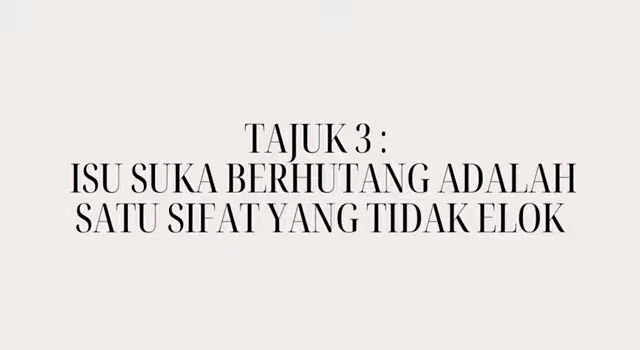 TAJUK 3 :
ISU SUKA BERHUTANG ADALAH
SATU SIFAT YANG TIDAK ELOK